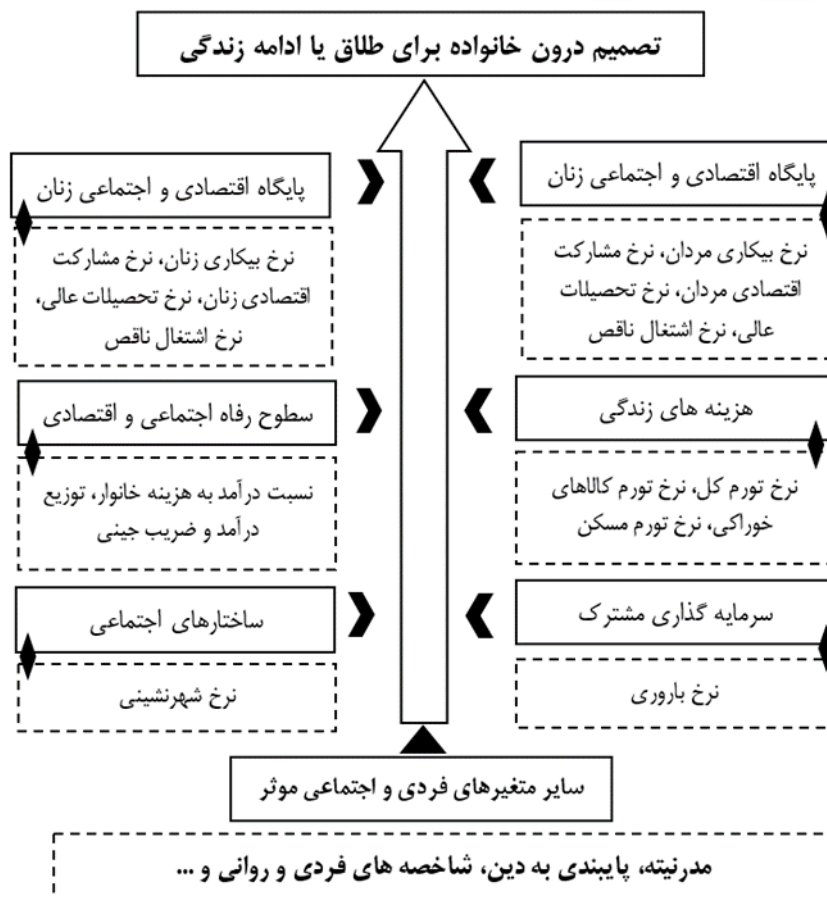 تصمیم درون خانواده برای طلاق یا ادامه زندگی
پایگاه اقتصادی و اجتماعی زنان
نرخ بیکاری مردان، نرخ مشارکت
اقتصادی مردان، نرخ تحصیلات
عالی، نرخ اشتغال ناقص
پایگاه اقتصادی و اجتماعی زنان
نرخ بیکاری زنان، نرخ مشارکت
اقتصادی زنان، نرخ تحصیلات عالی،
نرخ اشتغال ناقص
هزینه های زندگی
نرخ تورم کل، نرخ تورم کالاهای
خوراکی، نرخ تورم مسکن
سطوح رفاه اجتماعی و اقتصادی
نسبت درآمد به هزینه خانوار، توزیع
درآمد و ضریب جینی
سرمایه گذاری مشترک
نرخ باروری
ساختارهای اجتماعی
نرخ شهرنشینی
سایر متغیرهای فردی و اجتماعی موثر
مدرنیته، پایبندی به دین، شاخصه های فردی و روانی و ...